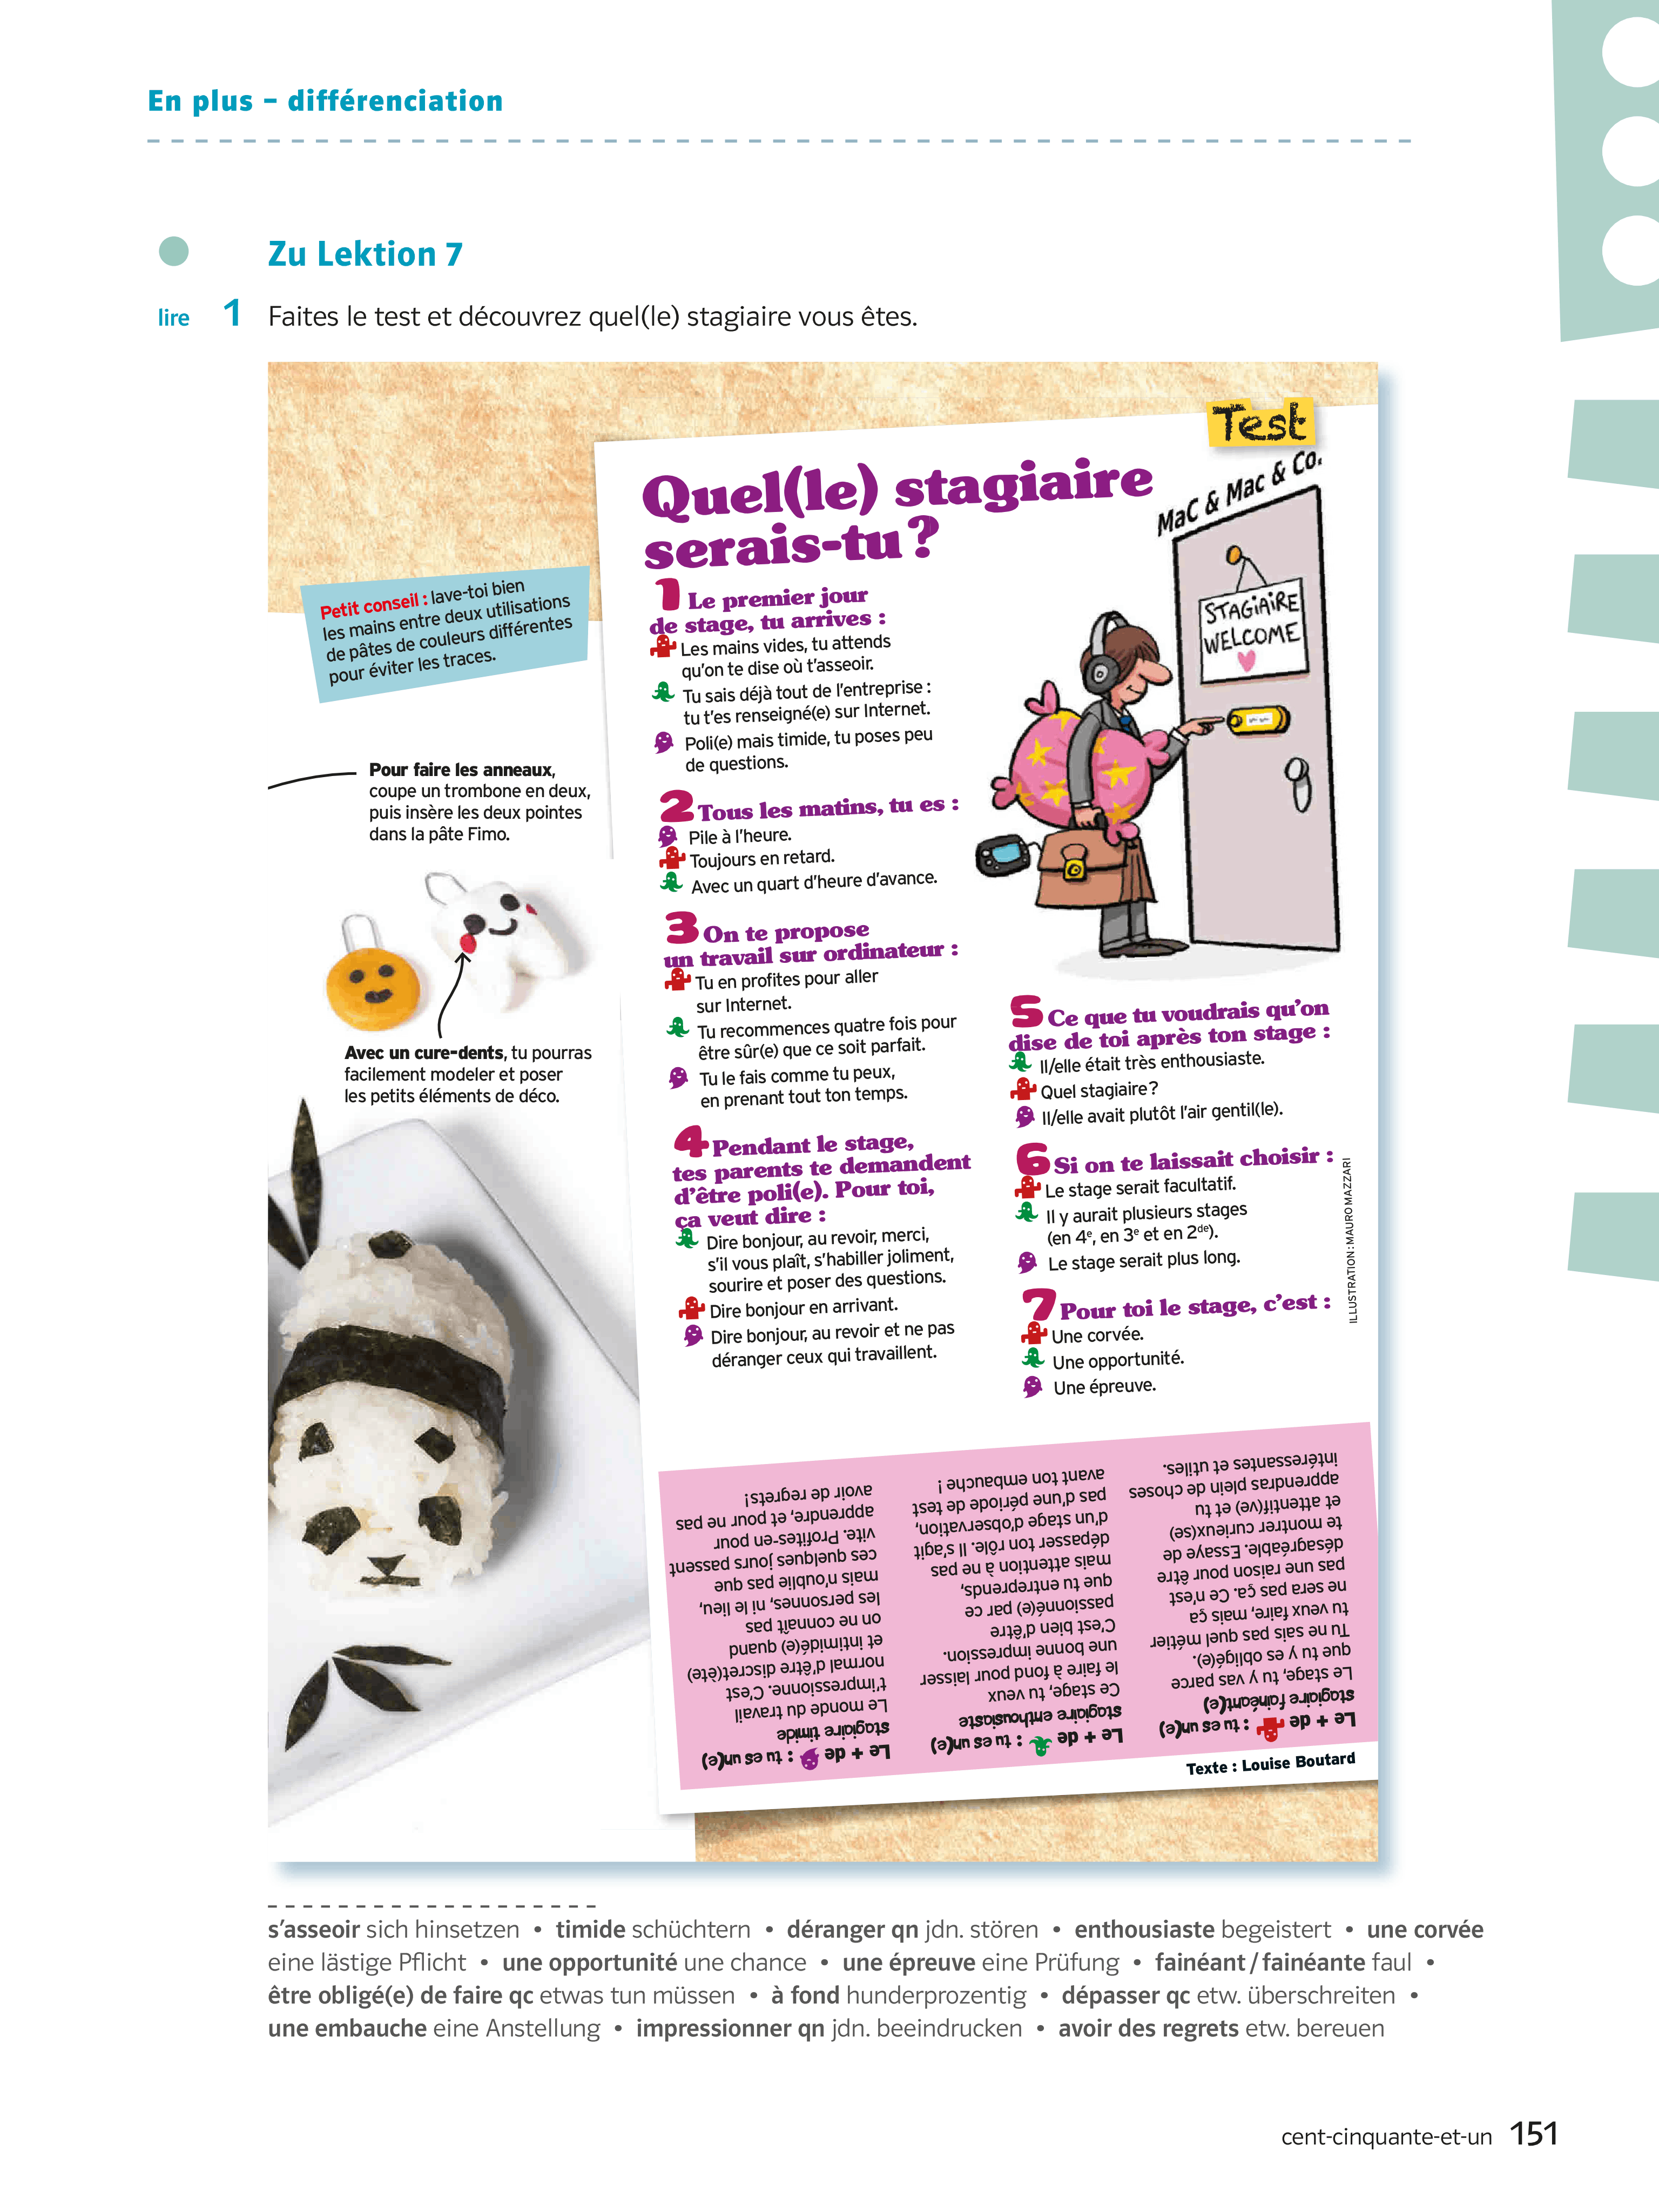 En plus – différenciation
Zu Lektion 7
lire 1 Faites le test et découvrez quel(le) stagiaire vous êtes.
Petit conseil : lave-toi bien
les mains entre deux utilisations
de pâtes de couleurs différentes
pour éviter les traces.
Pour faire les anneaux,
coupe un trombone en deux,
puis insère les deux pointes
dans la pâte Fimo.
Avec un cure-dents, tu pourras
facilement modeler et poser
les petits éléments de déco.
Test
Quel(le) stagiaire
serais-tu ?
MaC & Mac & Co.
STAGiAiRE
WELCOME
1 Le premier jour
de stage, tu arrives :
Les mains vides, tu attends
qu'on te dise où t'asseoir.
Tu sais déjà tout de l'entreprise :
tu t'es renseigné(e) sur Internet.
Poli(e) mais timide, tu poses peu
de questions.
2 Tous les matins, tu es :
Pile à l'heure.
Toujours en retard.
Avec un quart d'heure d'avance.
3 On te propose
un travail sur ordinateur :
Tu en profites pour aller
sur Internet.
Tu recommences quatre fois pour
être sûr(e) que ce soit parfait.
Tu le fais comme tu peux,
en prenant tout ton temps.
4 Pendant le stage,
tes parents te demandent
d'être poli(e). Pour toi,
ça veut dire :
Dire bonjour, au revoir, merci,
s'il vous plaît, s'habiller joliment,
sourire et poser des questions.
Dire bonjour en arrivant.
Dire bonjour, au revoir et ne pas
déranger ceux qui travaillent.
5 Ce que tu voudrais qu'on
dise de toi après ton stage :
Il/elle était très enthousiaste.
Quel stagiaire ?
Il/elle avait plutôt l'air gentil(le).
6 Si on te laissait choisir :
Le stage serait facultatif.
Il y aurait plusieurs stages
(en 4e, en 3e et en 2de).
Le stage serait plus long.
7 Pour toi le stage, c'est :
Une corvée.
Une opportunité.
Une épreuve.
ILLUSTRATION : MAURO MAZZARI
Le + de : tu es un(e)
stagiaire fainéant(e)
Le stage, tu y vas parce
que tu y es obligé(e).
Tu ne sais pas quel métier
tu veux faire, mais ça
ne sera pas ça. Ce n'est
pas une raison pour être
désagréable. Essaye de
te montrer curieux(se)
et attentif(ve) et tu
apprendras plein de choses
intéressantes et utiles.
Le + de : tu es un(e)
stagiaire enthousiaste
Ce stage, tu veux
le faire à fond pour laisser
une bonne impression.
C'est bien d'être
passionné(e) par ce
que tu entreprends,
mais attention à ne pas
dépasser ton rôle. Il s'agit
d'un stage d'observation,
pas d'une période de test
avant ton embauche !
Le + de : tu es un(e)
stagiaire timide
Le monde du travail
t'impressionne. C'est
normal d'être discret(ète)
et intimidé(e) quand
on ne connaît pas
les personnes, ni le lieu,
mais n'oublie pas que
ces quelques jours passent
vite. Profites-en pour
apprendre, et pour ne pas
avoir de regrets !
Texte : Louise Boutard
s'asseoir sich hinsetzen • timide schüchtern • déranger qn jdn. stören • enthousiaste begeistert • une corvée
eine lästige Pflicht • une opportunité une chance • une épreuve eine Prüfung • fainéant / fainéante faul •
être obligé(e) de faire qc etwas tun müssen • à fond hunderprozentig • dépasser qc etw. überschreiten •
une embauche eine Anstellung • impressionner qn jdn. beeindrucken • avoir des regrets etw. bereuen
cent-cinquante-et-un 151